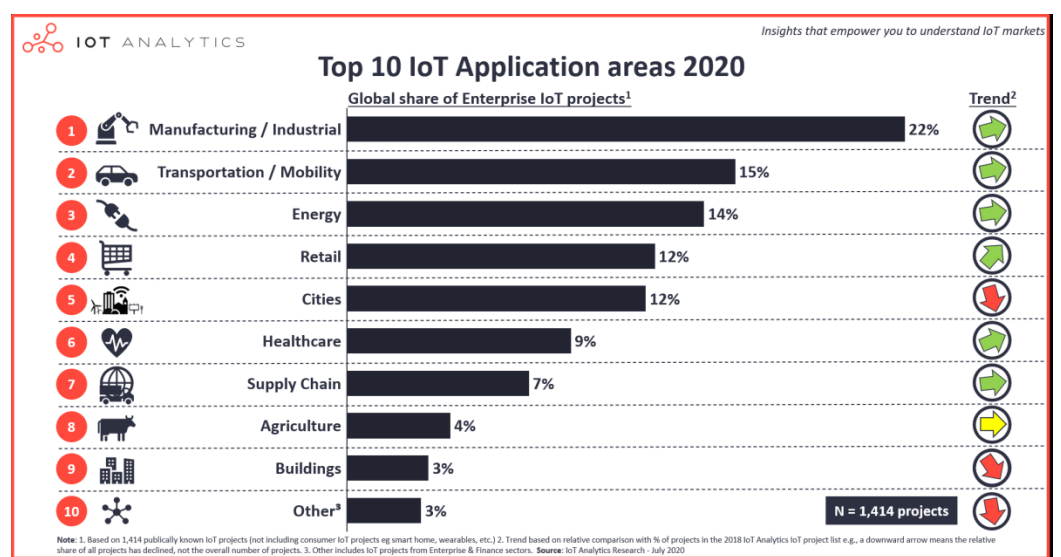 IOT ANALYTICS
Insights that empower you to understand IoT markets
Top 10 IoT Application areas 2020
Global share of Enterprise IoT projects¹
Trend²
1 Manufacturing / Industrial 22%
2 Transportation / Mobility 15%
3 Energy 14%
4 Retail 12%
5 Cities 12%
6 Healthcare 9%
7 Supply Chain 7%
8 Agriculture 4%
9 Buildings 3%
10 Other³ 3%
N = 1,414 projects
Note: 1. Based on 1,414 publically known IoT projects (not including consumer IoT projects eg smart home, wearables, etc.) 2. Trend based on relative comparison with % of projects in the 2018 IoT Analytics IoT project list e.g., a downward arrow means the relative
share of all projects has declined, not the overall number of projects. 3. Other includes IoT projects from Enterprise & Finance sectors. Source: IoT Analytics Research - July 2020